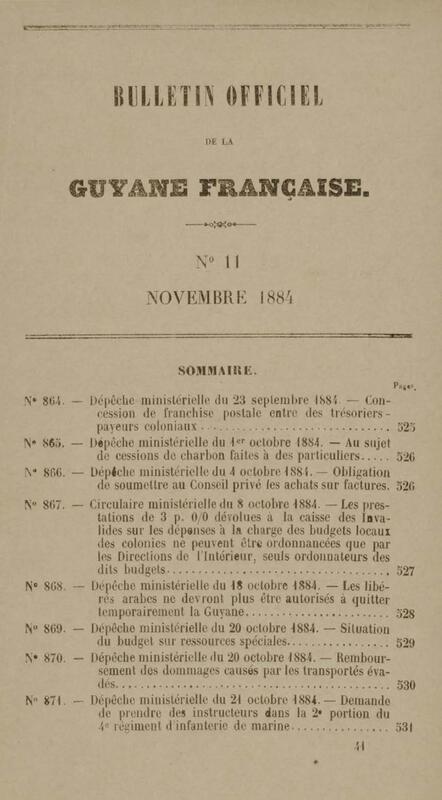 BULLETIN OFFICIEL
DE LA
GUYANE FRANÇAISE.
N° 11
NOVEMBRE 1884
SOMMAIRE.
Pages.
N° 864. — Dépêche ministérielle du 23 septembre 1884. — Con-
cession de franchise postale entre des trésoriers-
payeurs coloniaux ............................ 525
N° 865. — Dépêche ministérielle du 1er octobre 1884. — Au sujet
de cessions de charbon faites à des particuliers..... 526
N° 866. — Dépêche ministérielle du 4 octobre 1884. — Obligation
de soumettre au Conseil privé les achats sur factures. 526
N° 867. — Circulaire ministérielle du 8 octobre 1884. — Les pres-
tations de 3 p. 0/0 dévolues à la caisse des Inva-
lides sur les dépenses à la charge des budgets locaux
des colonies ne peuvent être ordonnancées que par
les Directions de l'Intérieur, seuls ordonnateurs des
dits budgets.................................. 527
N° 868. — Dépêche ministérielle du 18 octobre 1884. — Les libé-
rés arabes ne devront plus être autorisés à quitter
temporairement la Guyane...................... 528
N° 869. — Dépêche ministérielle du 20 octobre 1884. — Situation
du budget sur ressources spéciales................ 529
N° 870. — Dépêche ministérielle du 20 octobre 1884. — Rembour-
sement des dommages causés par les transportés éva-
dés........................................... 530
N° 871. — Dépêche ministérielle du 21 octobre 1884. — Demande
de prendre des instructeurs dans la 2e portion du
4e régiment d'infanterie de marine............... 531
41